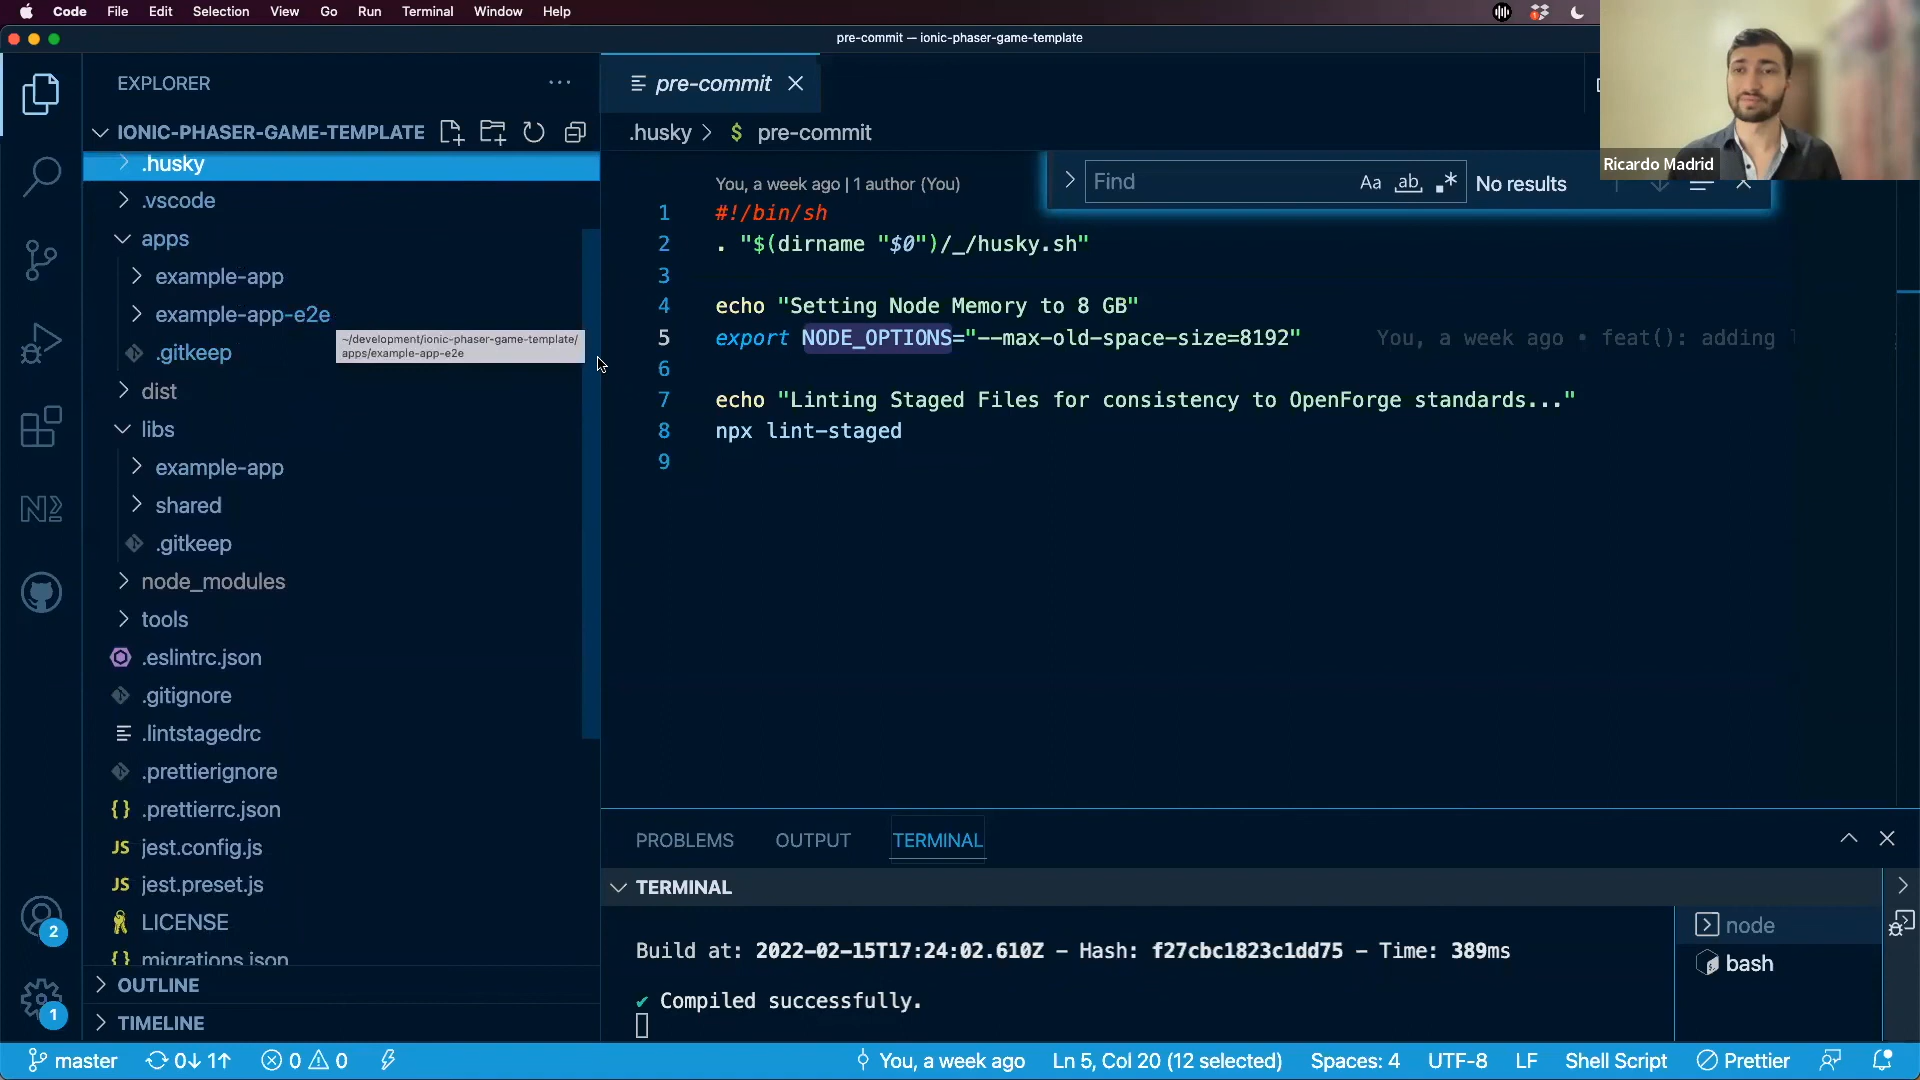 Code File Edit Selection View Go Run Terminal Window Help
pre-commit — ionic-phaser-game-template
Ricardo Madrid
EXPLORER
IONIC-PHASER-GAME-TEMPLATE
.husky
.vscode
apps
example-app
example-app-e2e
.gitkeep
~/development/ionic-phaser-game-template/
apps/example-app-e2e
dist
libs
example-app
shared
.gitkeep
node_modules
tools
.eslintrc.json
.gitignore
.lintstagedrc
.prettierignore
{} .prettierrc.json
JS jest.config.js
JS jest.preset.js
LICENSE
{} migrations.json
OUTLINE
TIMELINE
2
1
pre-commit
.husky > $ pre-commit
Find Aa ab .* No results
You, a week ago | 1 author (You)
1 #!/bin/sh
2 . "$(dirname "$0")/_/husky.sh"
3
4 echo "Setting Node Memory to 8 GB"
5 export NODE_OPTIONS="--max-old-space-size=8192" You, a week ago • feat(): adding
6
7 echo "Linting Staged Files for consistency to OpenForge standards..."
8 npx lint-staged
9
PROBLEMS OUTPUT TERMINAL
TERMINAL
Build at: 2022-02-15T17:24:02.610Z - Hash: f27cbc1823c1dd75 - Time: 389ms
✔ Compiled successfully.
node
bash
master 0↓ 1↑ 0 0 You, a week ago Ln 5, Col 20 (12 selected) Spaces: 4 UTF-8 LF Shell Script Prettier